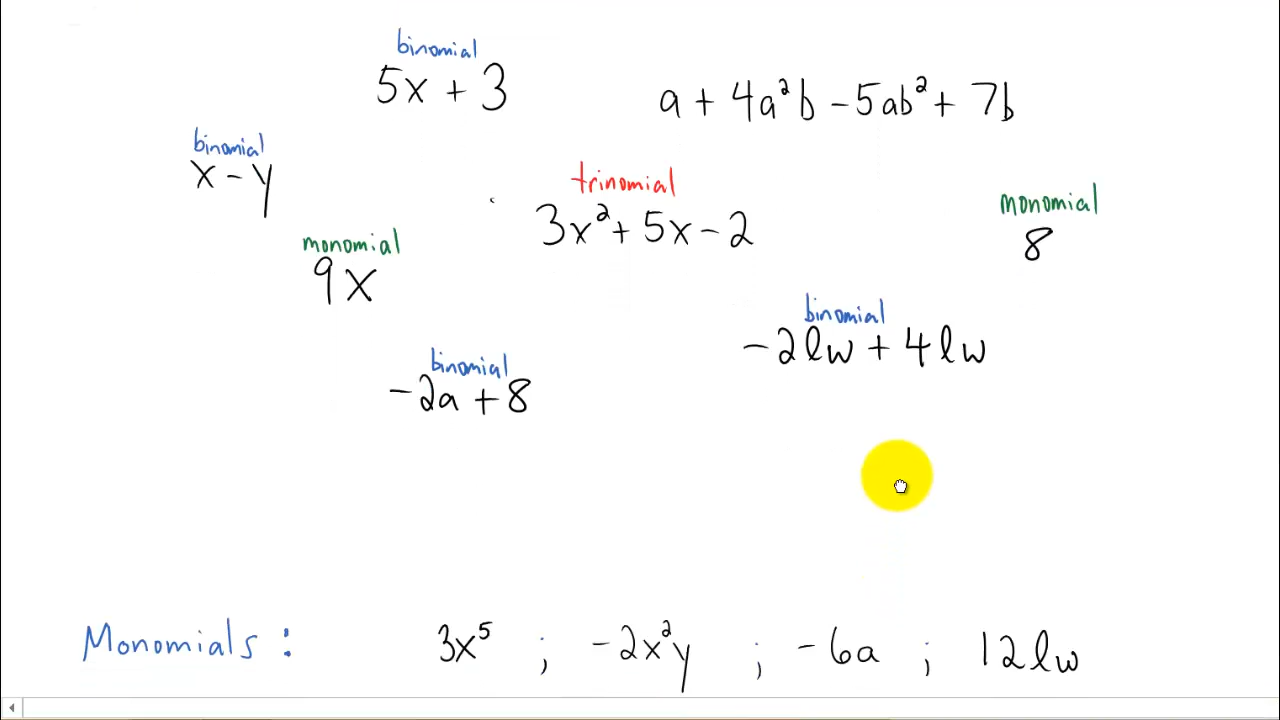 binomial
5x + 3
a + 4a²b - 5ab² + 7b
binomial
x - y
trinomial
3x² + 5x - 2
monomial
8
monomial
9x
binomial
-2lw + 4lw
binomial
-2a + 8
Monomials : 3x⁵ ; -2x²y ; -6a ; 12lw